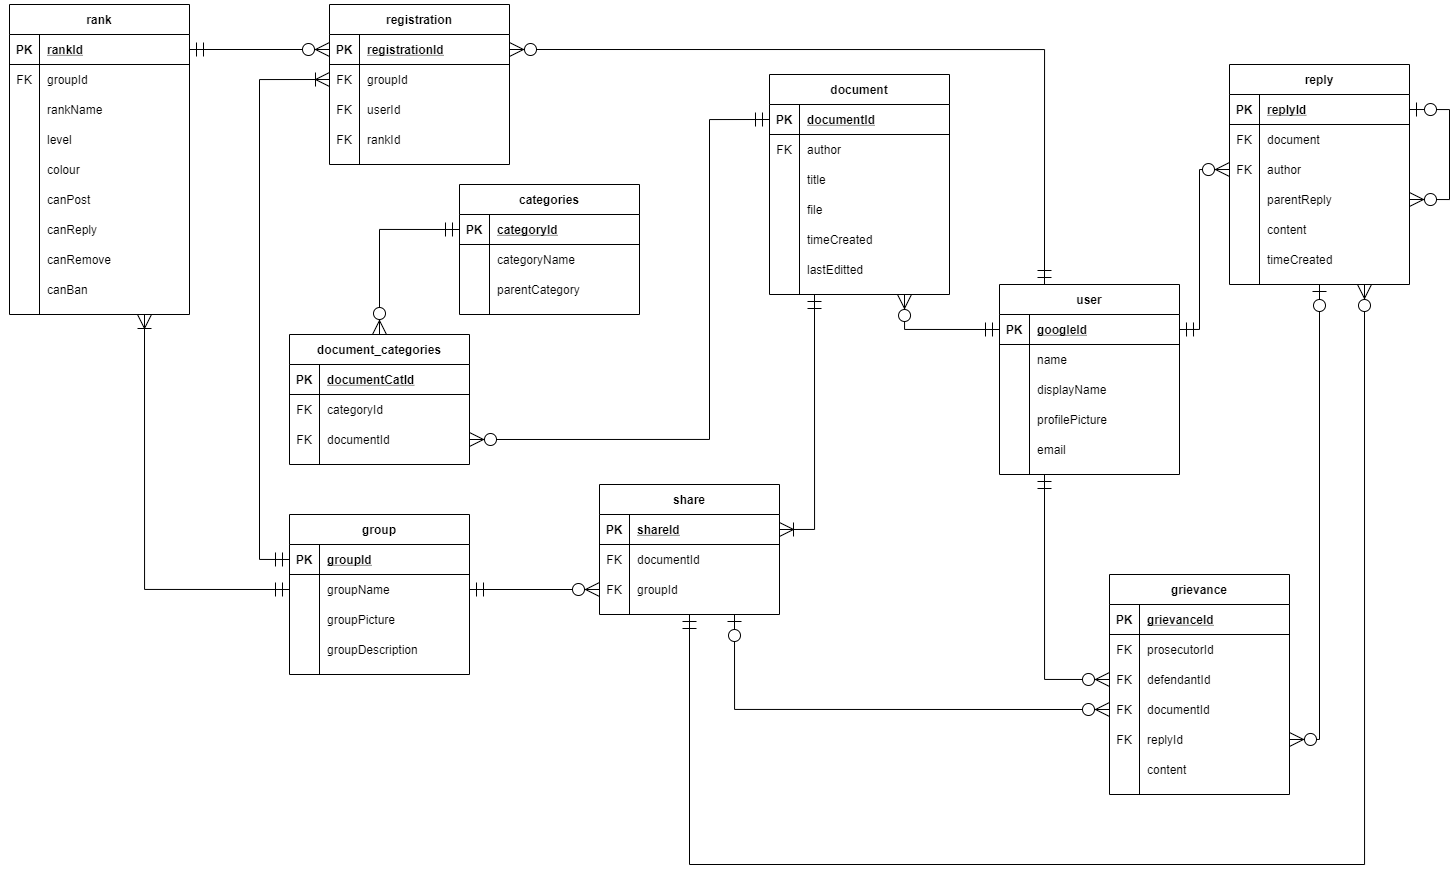 rank
PK rankId
FK groupId
rankName
level
colour
canPost
canReply
canRemove
canBan
registration
PK registrationId
FK groupId
FK userId
FK rankId
categories
PK categoryId
categoryName
parentCategory
document_categories
PK documentCatId
FK categoryId
FK documentId
document
PK documentId
FK author
title
file
timeCreated
lastEditted
reply
PK replyId
FK document
FK author
parentReply
content
timeCreated
user
PK googleId
name
displayName
profilePicture
email
group
PK groupId
groupName
groupPicture
groupDescription
share
PK shareId
FK documentId
FK groupId
grievance
PK grievanceId
FK prosecutorId
FK defendantId
FK documentId
FK replyId
content